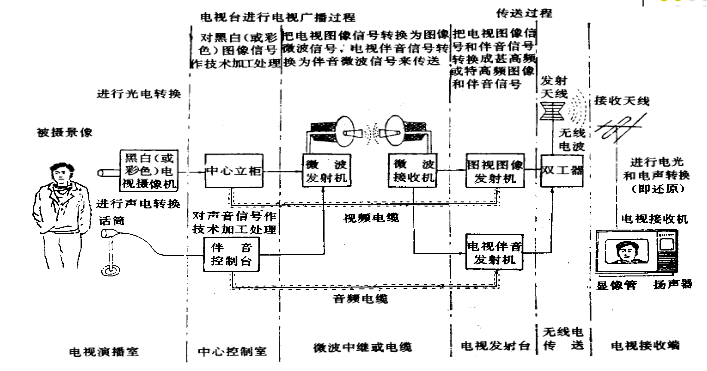 电视台进行电视广播过程
传送过程
对黑白(或彩
色)图像信号
作技术加工处理
把电视图像信号转换为图像
微波信号，电视伴音信号转
换为伴音微波信号来传送
把电视图像信
号和伴音信号
转换成甚高频
或特高频图像
和伴音信号
发射
天线
进行光电转换
接收天线
被摄景像
无线
电波
黑白(或
彩色)电
视摄像机
中心立柜
微波
发射机
微波
接收机
图视图像
发射机
双工器
进行电光
和电声转换
(即还原)
进行声电转换
话筒
对声音信号作
技术加工处理
视频电缆
电视接收机
伴音
控制台
电视伴音
发射机
显像管
扬声器
音频电缆
电视演播室
中心控制室
微波中继或电缆
电视发射台
无线电
传送
电视接收端